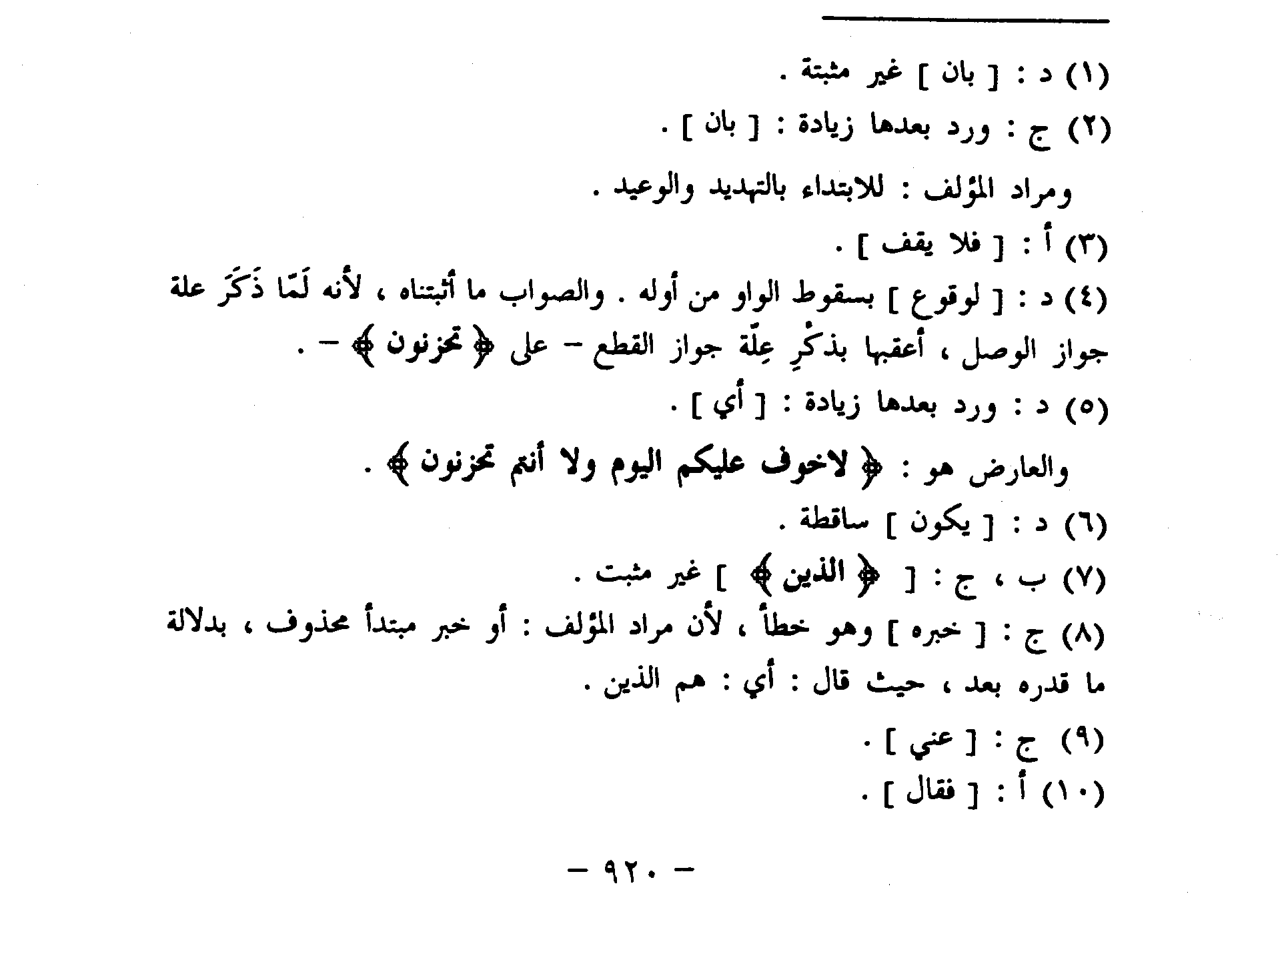 (١) د : [ بان ] غير مثبتة .
(٢) ج : ورد بعدها زيادة : [ بان ] .
ومراد المؤلف : للابتداء بالتهديد والوعيد .
(٣) أ : [ فلا يقف ] .
(٤) د : [ لوقوع ] بسقوط الواو من أوله . والصواب ما أثبتناه ، لأنه لَمّا ذَكَرَ علة
جواز الوصل ، أعقبها بذكْرِ عِلّة جواز القطع – على ﴿ تحزنون ﴾ – .
(٥) د : ورد بعدها زيادة : [ أي ] .
والعارض هو : ﴿ لاخوف عليكم اليوم ولا أنتم تحزنون ﴾ .
(٦) د : [ يكون ] ساقطة .
(٧) ب ، ج : [ ﴿ الذين ﴾ ] غير مثبت .
(٨) ج : [ خبره ] وهو خطأ ، لأن مراد المؤلف : أو خبر مبتدأ محذوف ، بدلالة
ما قدره بعد ، حيث قال : أي : هم الذين .
(٩) ج : [ عني ] .
(١٠) أ : [ فقال ] .
– ٩٢٠ –